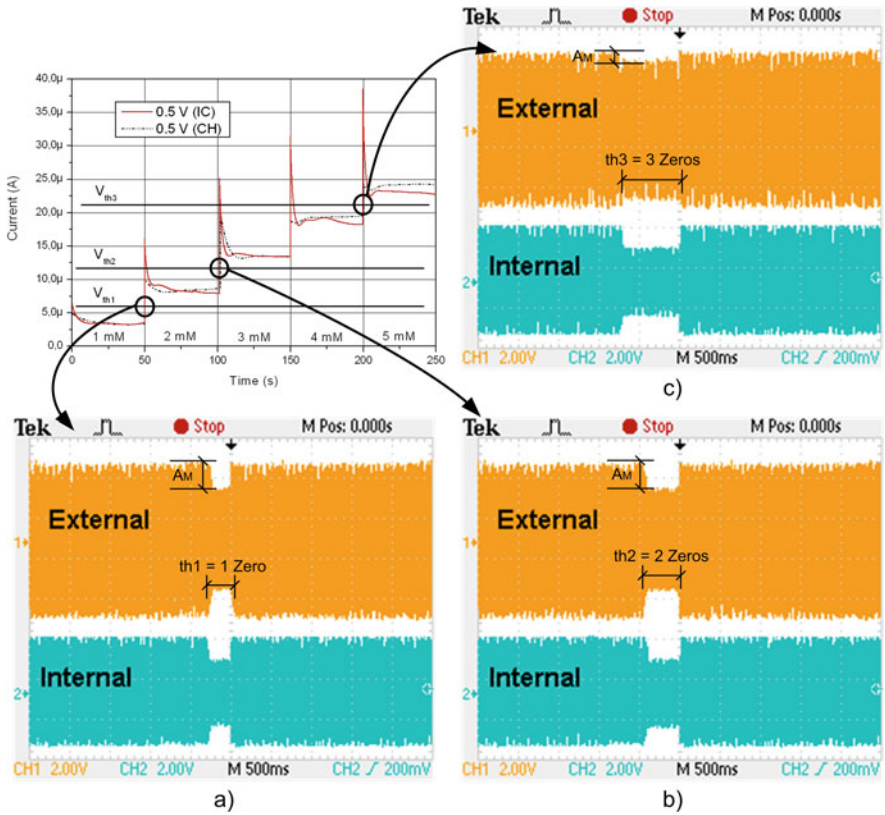 40,0µ
35,0µ
30,0µ
25,0µ
20,0µ
15,0µ
10,0µ
5,0µ
0,0
Current (A)
0.5 V (IC)
0.5 V (CH)
Vth3
Vth2
Vth1
1 mM 2 mM 3 mM 4 mM 5 mM
0 50 100 150 200 250
Time (s)
Tek Stop M Pos: 0.000s
AM
External
1
th3 = 3 Zeros
Internal
2
CH1 2.00V CH2 2.00V M 500ms CH2 200mV
c)
Tek Stop M Pos: 0.000s
AM
External
1
th1 = 1 Zero
Internal
2
CH1 2.00V CH2 2.00V M 500ms CH2 200mV
a)
Tek Stop M Pos: 0.000s
AM
External
1
th2 = 2 Zeros
Internal
2
CH1 2.00V CH2 2.00V M 500ms CH2 200mV
b)